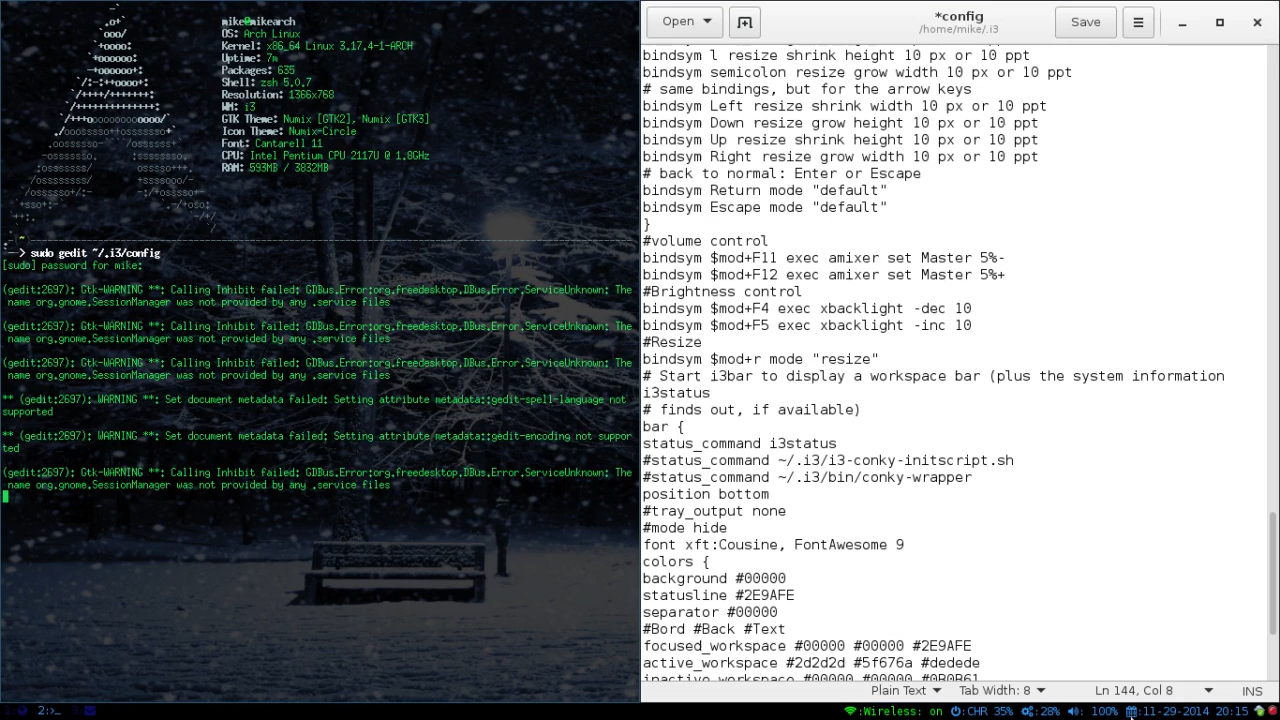 mike@mikearch
OS: Arch Linux
Kernel: x86_64 Linux 3.17.4-1-ARCH
Uptime: 7m
Packages: 635
Shell: zsh 5.0.7
Resolution: 1366x768
WM: i3
GTK Theme: Numix [GTK2], Numix [GTK3]
Icon Theme: Numix-Circle
Font: Cantarell 11
CPU: Intel Pentium CPU 2117U @ 1.8GHz
RAM: 593MB / 3832MB
~
--> sudo gedit ~/.i3/config
[sudo] password for mike:
(gedit:2697): Gtk-WARNING **: Calling Inhibit failed: GDBus.Error:org.freedesktop.DBus.Error.ServiceUnknown: The
name org.gnome.SessionManager was not provided by any .service files
(gedit:2697): Gtk-WARNING **: Calling Inhibit failed: GDBus.Error:org.freedesktop.DBus.Error.ServiceUnknown: The
name org.gnome.SessionManager was not provided by any .service files
(gedit:2697): Gtk-WARNING **: Calling Inhibit failed: GDBus.Error:org.freedesktop.DBus.Error.ServiceUnknown: The
name org.gnome.SessionManager was not provided by any .service files
** (gedit:2697): WARNING **: Set document metadata failed: Setting attribute metadata::gedit-spell-language not
supported
** (gedit:2697): WARNING **: Set document metadata failed: Setting attribute metadata::gedit-encoding not suppor
ted
(gedit:2697): Gtk-WARNING **: Calling Inhibit failed: GDBus.Error:org.freedesktop.DBus.Error.ServiceUnknown: The
name org.gnome.SessionManager was not provided by any .service files
Open
*config
/home/mike/.i3
Save
bindsym l resize shrink height 10 px or 10 ppt
bindsym semicolon resize grow width 10 px or 10 ppt
# same bindings, but for the arrow keys
bindsym Left resize shrink width 10 px or 10 ppt
bindsym Down resize grow height 10 px or 10 ppt
bindsym Up resize shrink height 10 px or 10 ppt
bindsym Right resize grow width 10 px or 10 ppt
# back to normal: Enter or Escape
bindsym Return mode "default"
bindsym Escape mode "default"
}
#volume control
bindsym $mod+F11 exec amixer set Master 5%-
bindsym $mod+F12 exec amixer set Master 5%+
#Brightness control
bindsym $mod+F4 exec xbacklight -dec 10
bindsym $mod+F5 exec xbacklight -inc 10
#Resize
bindsym $mod+r mode "resize"
# Start i3bar to display a workspace bar (plus the system information
i3status
# finds out, if available)
bar {
status_command i3status
#status_command ~/.i3/i3-conky-initscript.sh
#status_command ~/.i3/bin/conky-wrapper
position bottom
#tray_output none
#mode hide
font xft:Cousine, FontAwesome 9
colors {
background #00000
statusline #2E9AFE
separator #00000
#Bord #Back #Text
focused_workspace #00000 #00000 #2E9AFE
active_workspace #2d2d2d #5f676a #dedede
inactive_workspace #00000 #00000 #0B0B61
Plain Text
Tab Width: 8
Ln 144, Col 8
INS
1:
2:>_
3:
:Wireless: on
:CHR 35%
:28%
: 100%
:11-29-2014 20:15